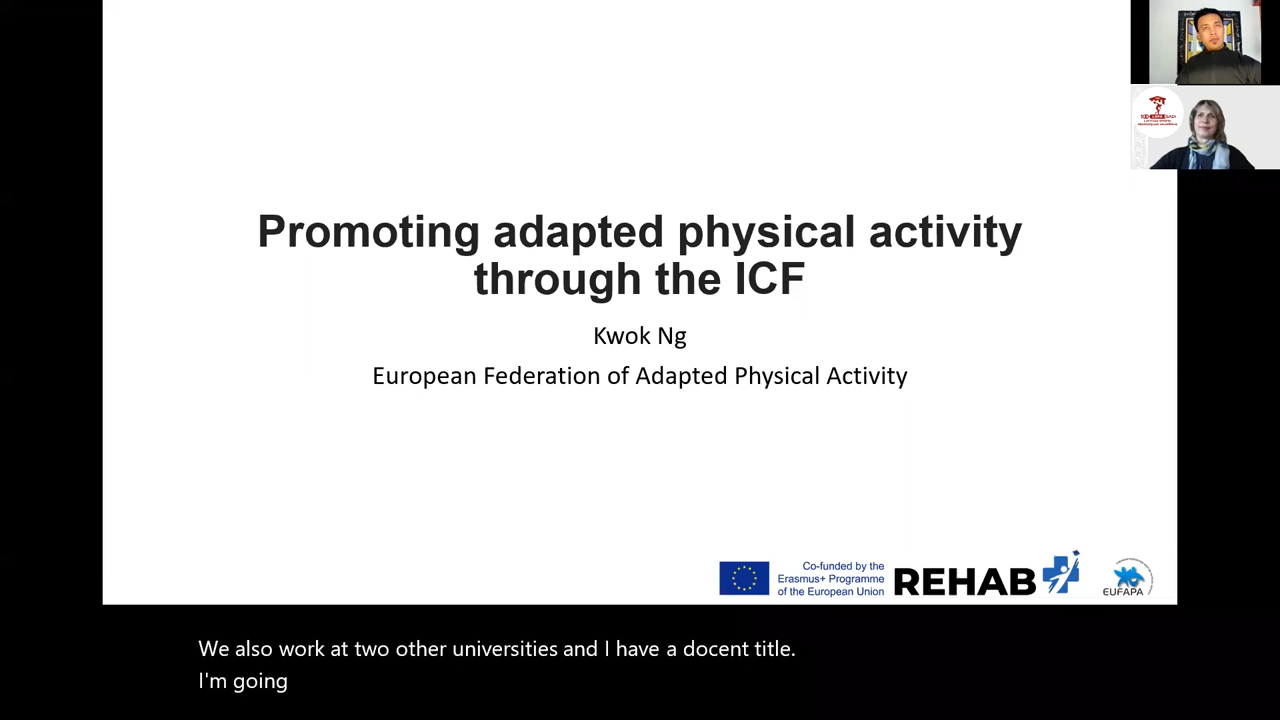 Promoting adapted physical activity
through the ICF
Kwok Ng
European Federation of Adapted Physical Activity
Co-funded by the
Erasmus+ Programme
of the European Union
REHAB
EUFAPA
We also work at two other universities and I have a docent title.
I'm going